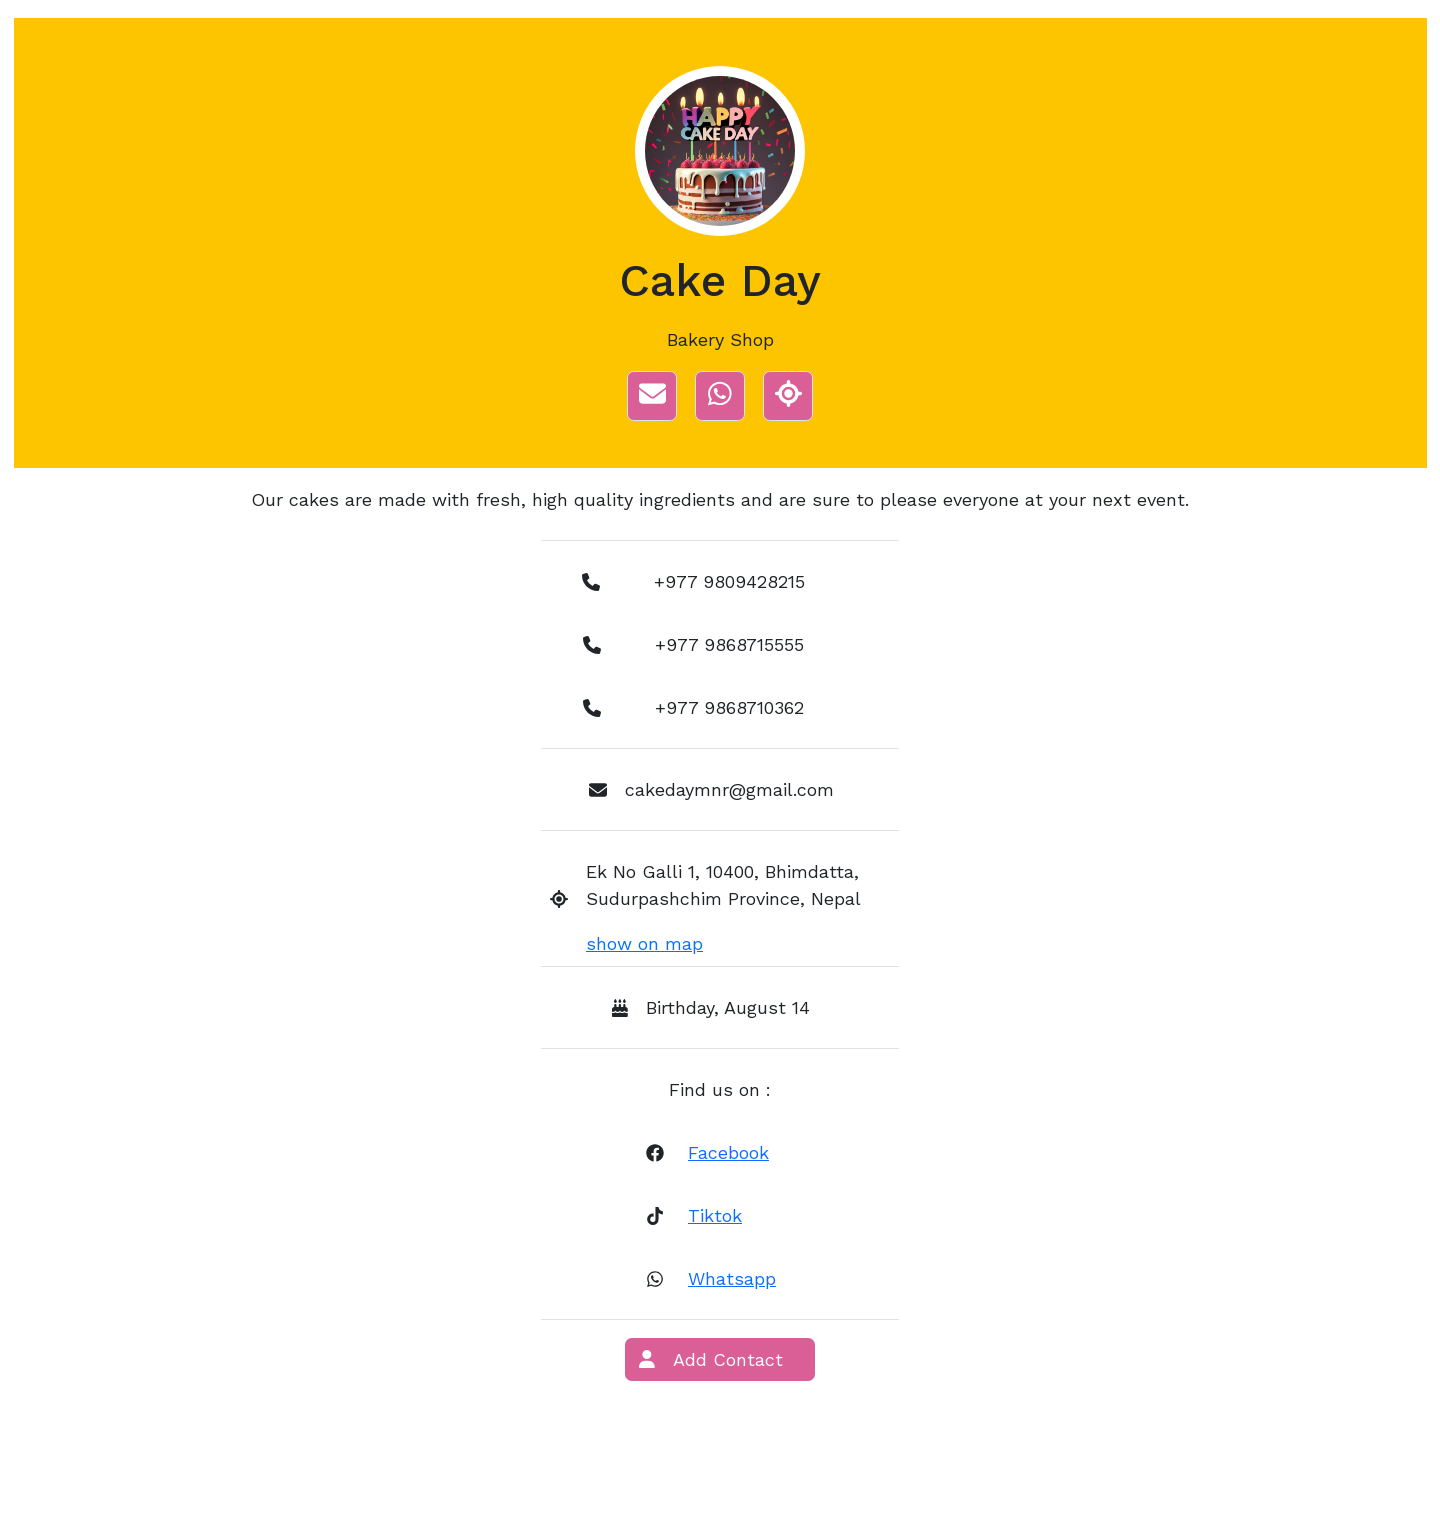 HAPPY
CAKE DAY
Cake Day
Bakery Shop
Our cakes are made with fresh, high quality ingredients and are sure to please everyone at your next event.
+977 9809428215
+977 9868715555
+977 9868710362
cakedaymnr@gmail.com
Ek No Galli 1, 10400, Bhimdatta,
Sudurpashchim Province, Nepal
show on map
Birthday, August 14
Find us on :
Facebook
Tiktok
Whatsapp
Add Contact